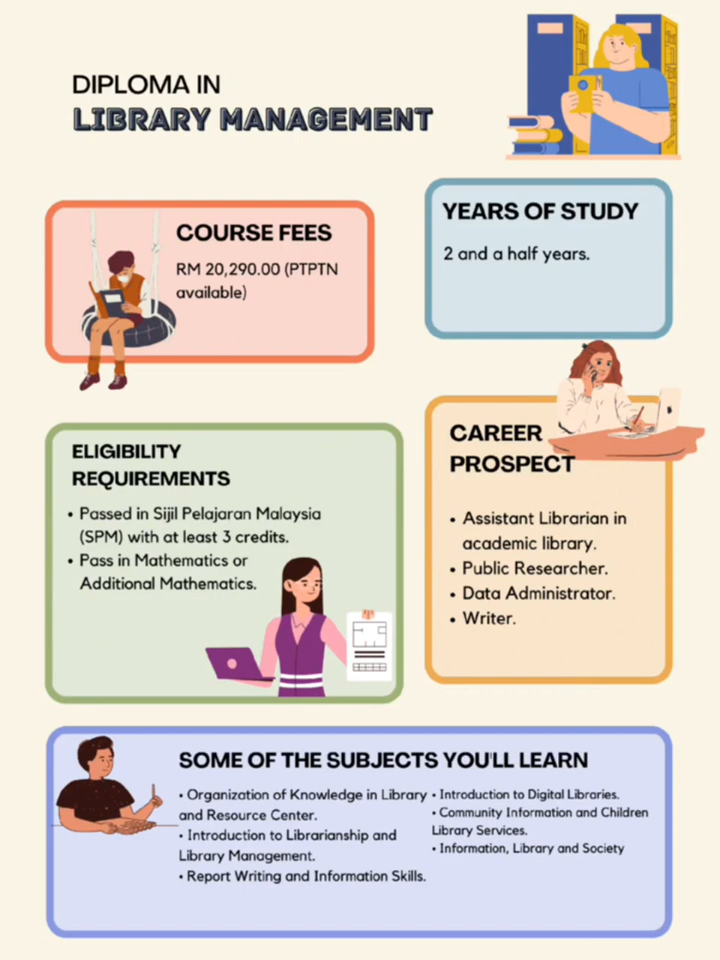 DIPLOMA IN
LIBRARY MANAGEMENT
COURSE FEES
RM 20,290.00 (PTPTN
available)
YEARS OF STUDY
2 and a half years.
ELIGIBILITY
REQUIREMENTS
• Passed in Sijil Pelajaran Malaysia
(SPM) with at least 3 credits.
• Pass in Mathematics or
Additional Mathematics.
CAREER
PROSPECT
• Assistant Librarian in
academic library.
• Public Researcher.
• Data Administrator.
• Writer.
SOME OF THE SUBJECTS YOU'LL LEARN
• Organization of Knowledge in Library
and Resource Center.
• Introduction to Librarianship and
Library Management.
• Report Writing and Information Skills.
• Introduction to Digital Libraries.
• Community Information and Children
Library Services.
• Information, Library and Society